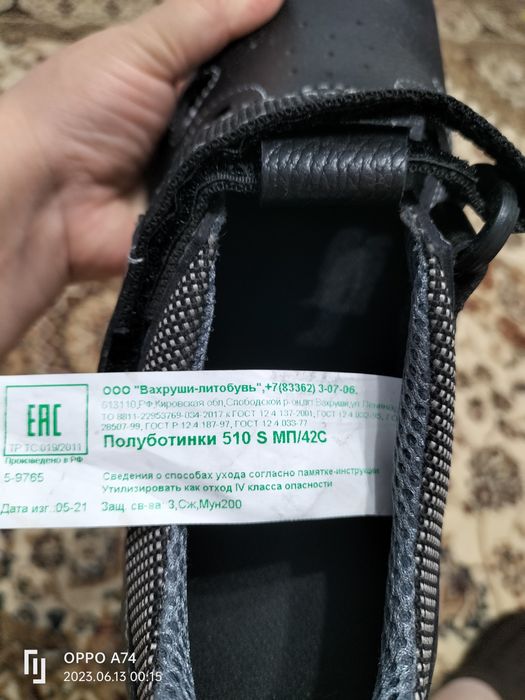 ООО "Вахруши-литобувь",+7(83362) 3-07-06,
613110,РФ,Кировская обл,Слободской р-он,пгт.Вахруши,ул.Ленина,
ТО 8811-22953769-034-2017 к ГОСТ 12.4.137-2001, ГОСТ 12.4.032-95,
28507-99, ГОСТ Р 12.4.187-97, ГОСТ 12.4.033-77
Полуботинки 510 S МП/42С
EAC
ТР ТС 019/2011
Произведено в РФ
5-9765
Сведения о способах ухода согласно памятке-инструкции
Утилизировать как отход IV класса опасности
Дата изг.:05-21 Защ. св-ва: З,Сж,Мун200
OPPO A74
2023.06.13 00:15